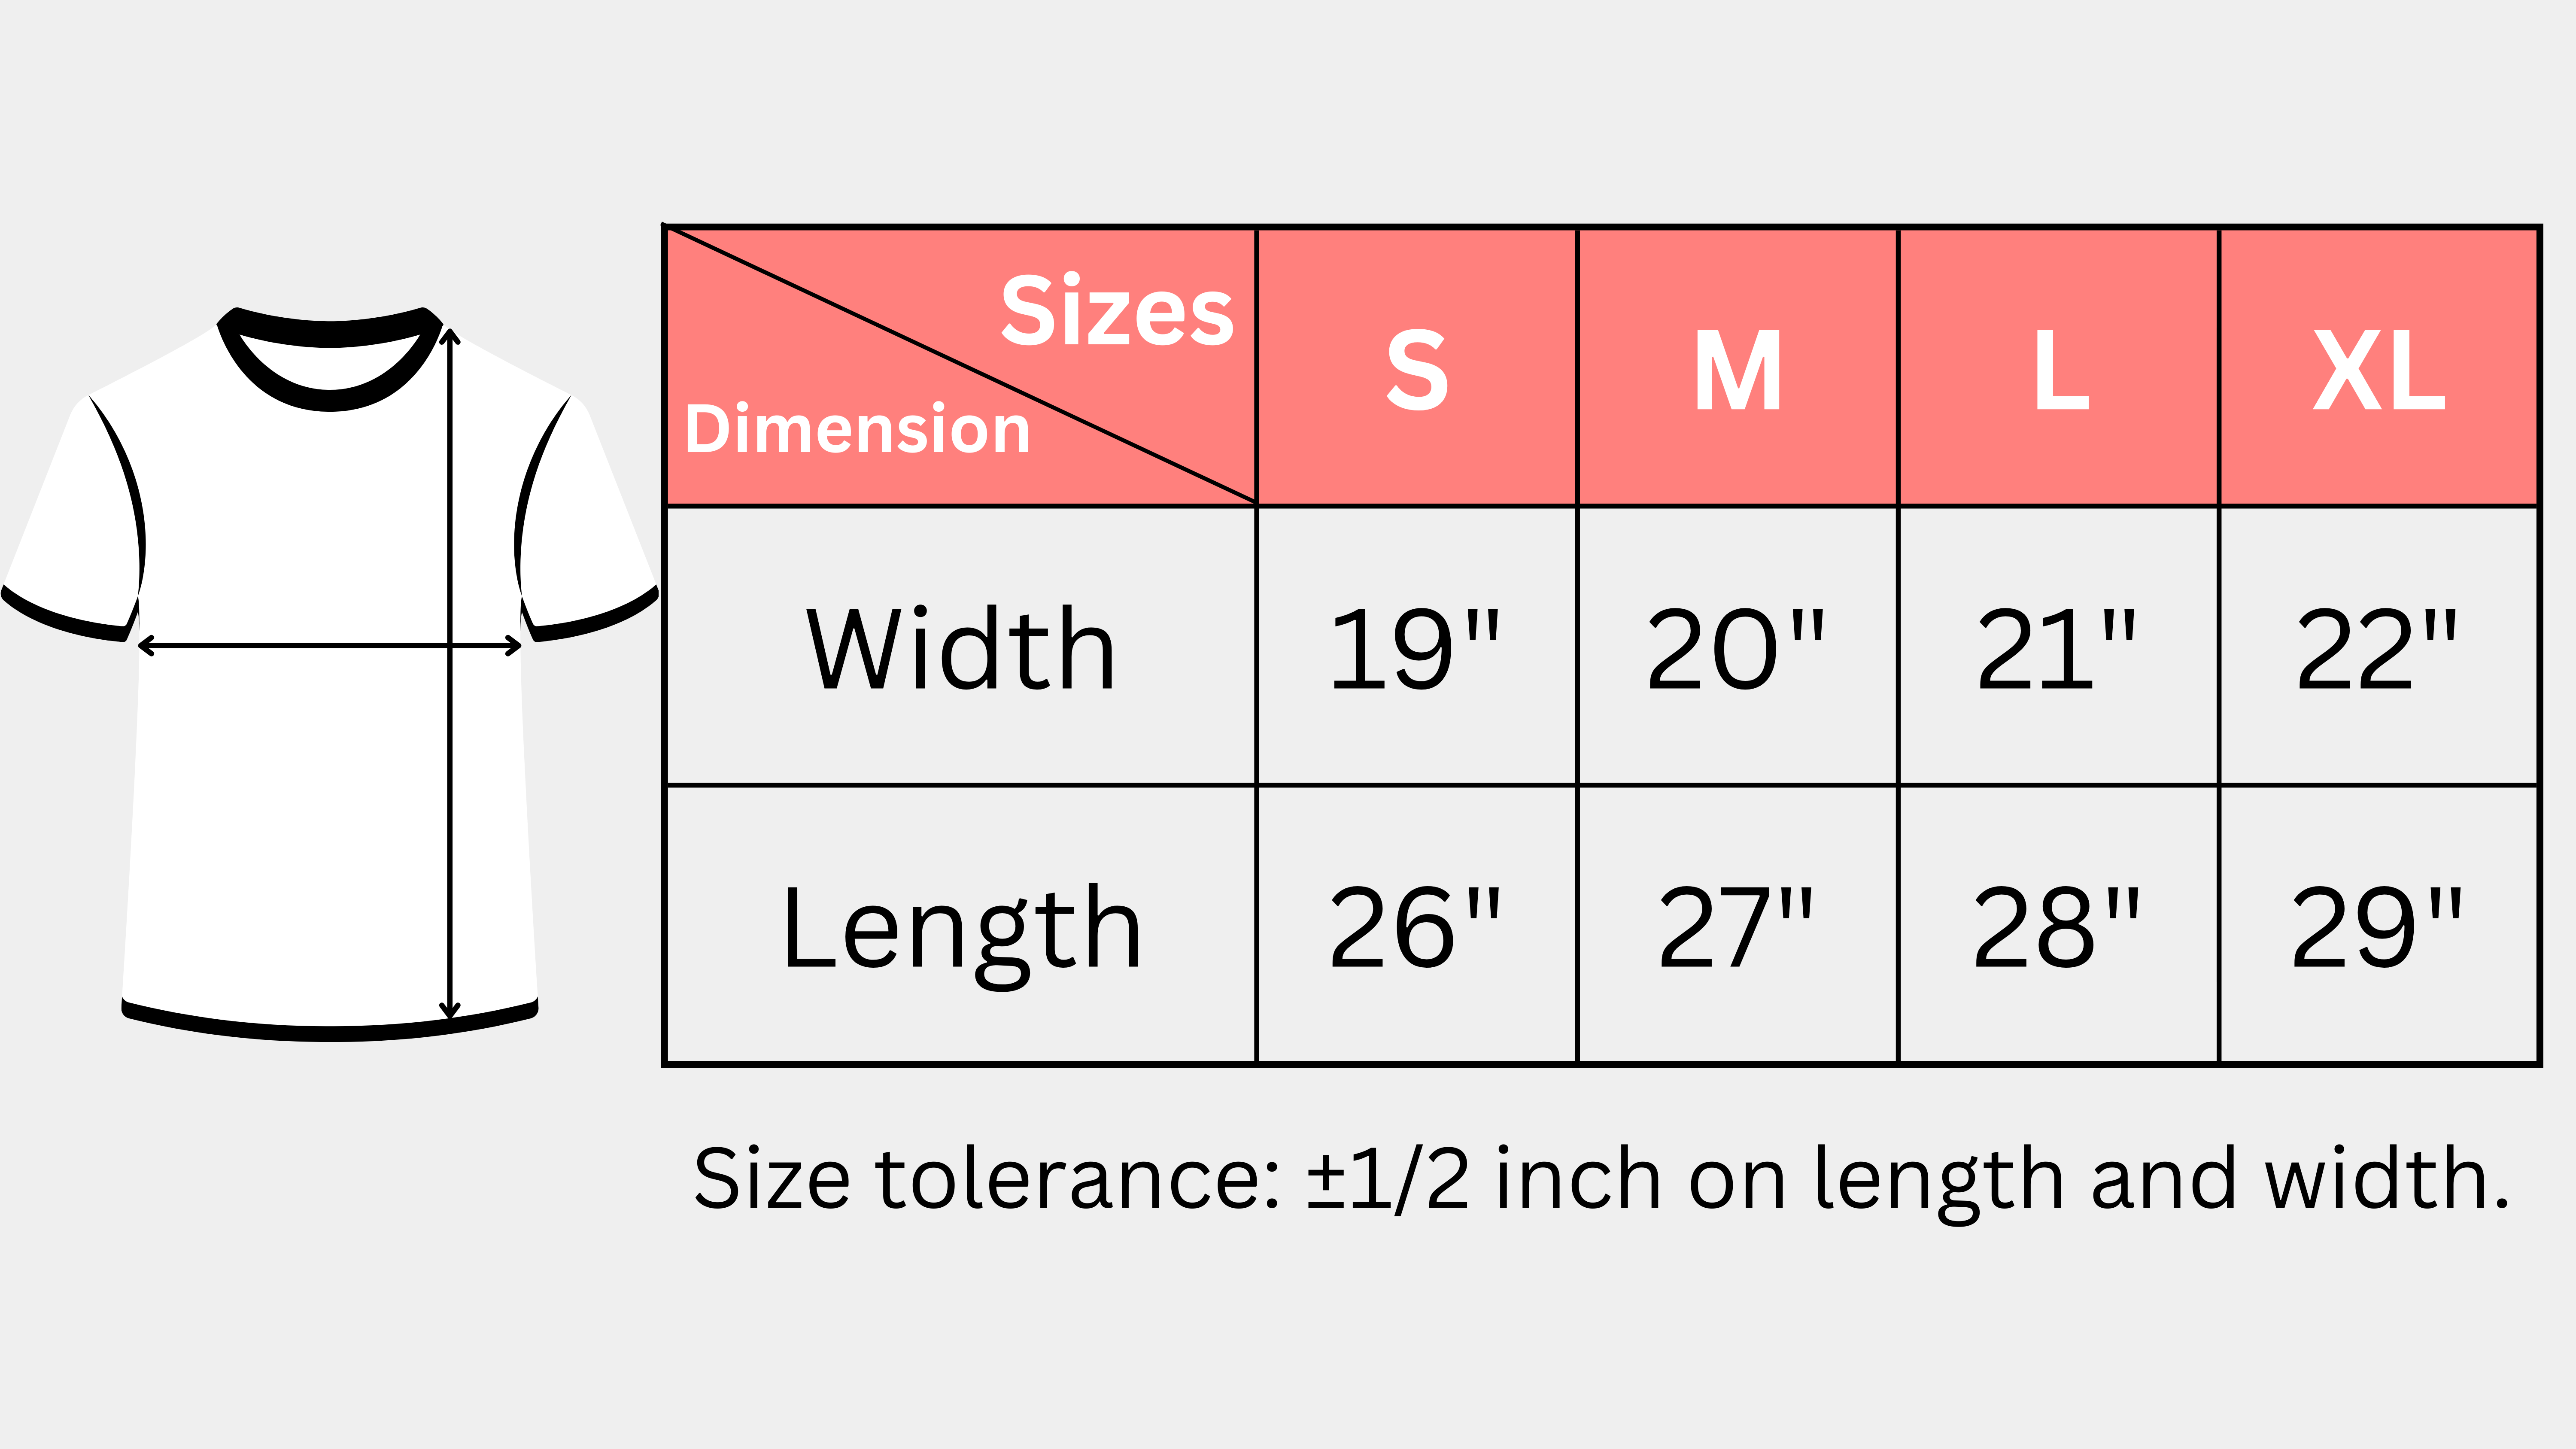 Sizes
Dimension
S M L XL
Width 19" 20" 21" 22"
Length 26" 27" 28" 29"
Size tolerance: ±1/2 inch on length and width.